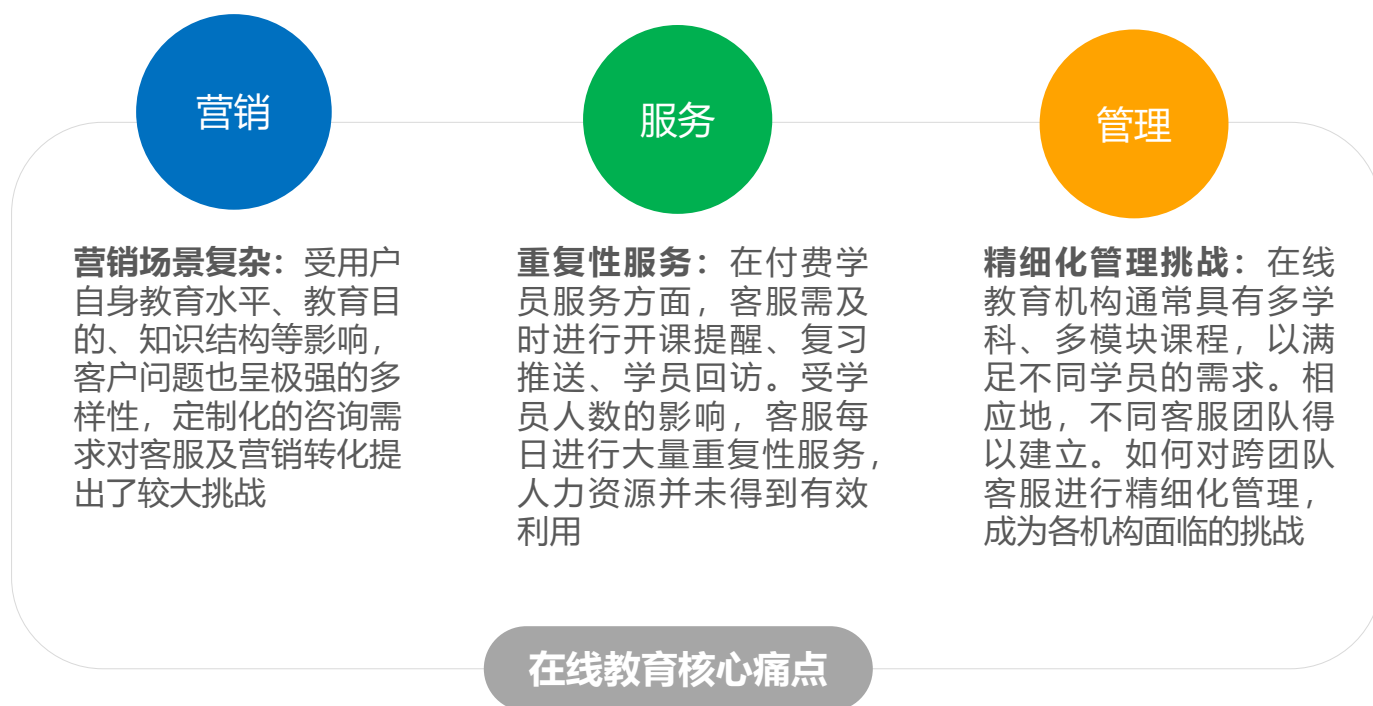 营销
营销场景复杂：受用户
自身教育水平、教育目
的、知识结构等影响，
客户问题也呈极强的多
样性，定制化的咨询需
求对客服及营销转化提
出了较大挑战
服务
重复性服务：在付费学
员服务方面，客服需及
时进行开课提醒、复习
推送、学员回访。受学
员人数的影响，客服每
日进行大量重复性服务，
人力资源并未得到有效
利用
管理
精细化管理挑战：在线
教育机构通常具有多学
科、多模块课程，以满
足不同学员的需求。相
应地，不同客服团队得
以建立。如何对跨团队
客服进行精细化管理，
成为各机构面临的挑战
在线教育核心痛点